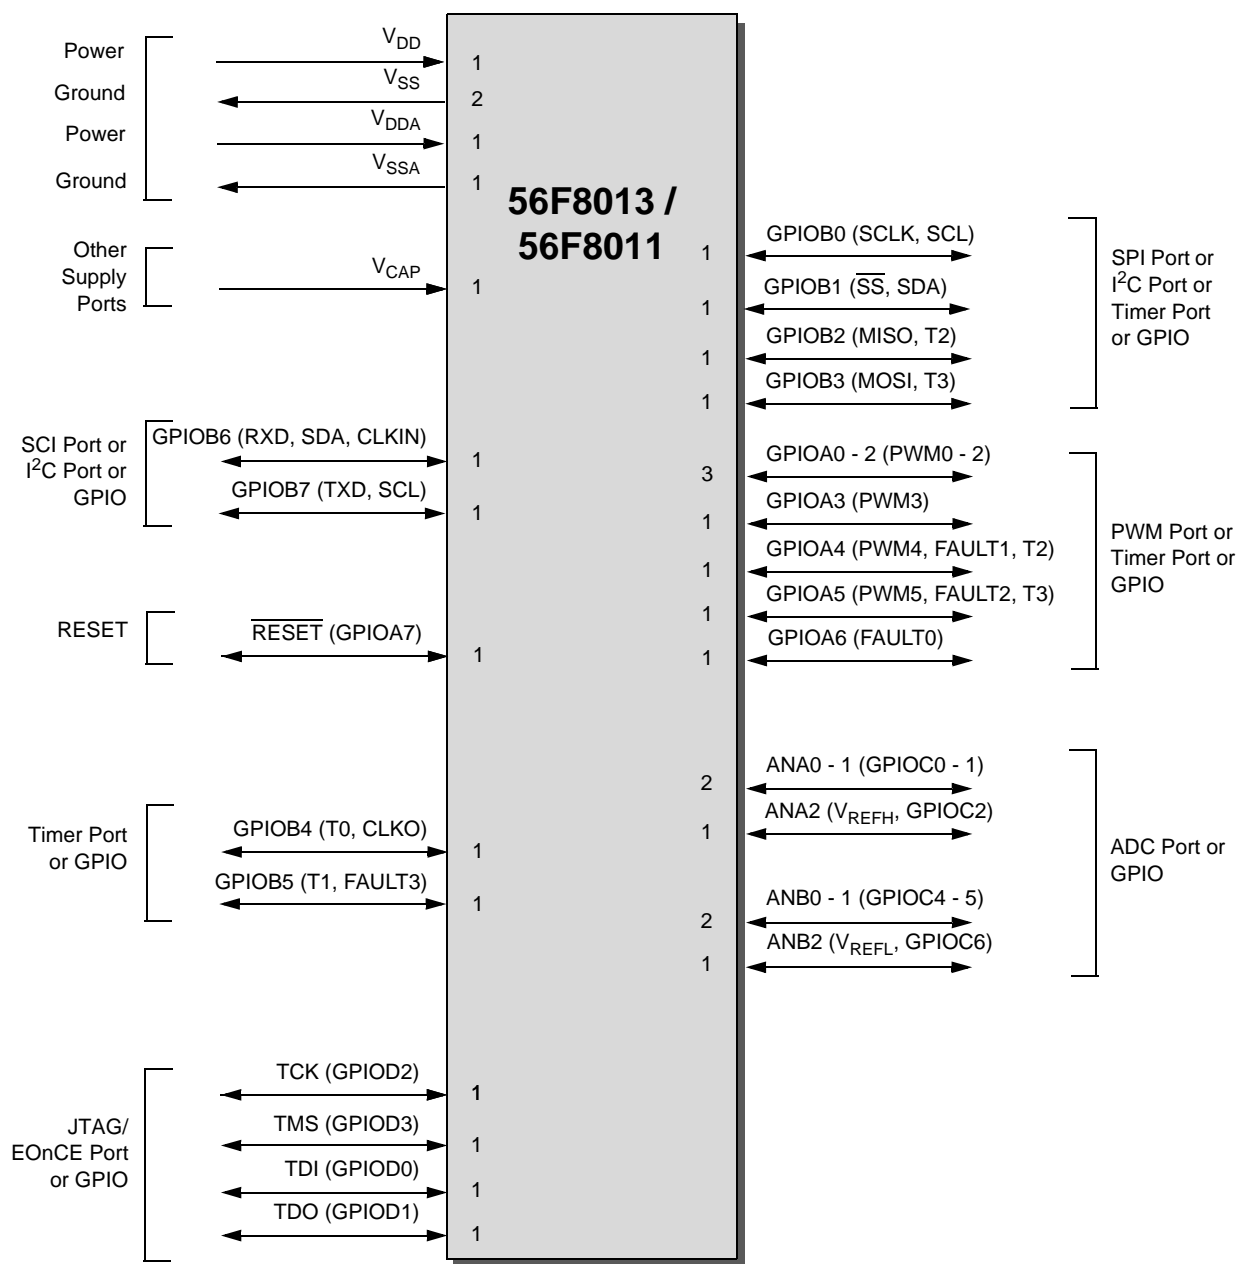 56F8013 /
56F8011
Power
V_DD
1
Ground
V_SS
2
Power
V_DDA
1
Ground
V_SSA
1
Other
Supply
Ports
V_CAP
1
SCI Port or
I²C Port or
GPIO
GPIOB6 (RXD, SDA, CLKIN)
1
GPIOB7 (TXD, SCL)
1
RESET
R̅E̅S̅E̅T̅ (GPIOA7)
1
Timer Port
or GPIO
GPIOB4 (T0, CLKO)
1
GPIOB5 (T1, FAULT3)
1
JTAG/
EOnCE Port
or GPIO
TCK (GPIOD2)
1
TMS (GPIOD3)
1
TDI (GPIOD0)
1
TDO (GPIOD1)
1
1
GPIOB0 (SCLK, SCL)
1
GPIOB1 (S̅S̅, SDA)
1
GPIOB2 (MISO, T2)
1
GPIOB3 (MOSI, T3)
SPI Port or
I²C Port or
Timer Port
or GPIO
3
GPIOA0 - 2 (PWM0 - 2)
1
GPIOA3 (PWM3)
1
GPIOA4 (PWM4, FAULT1, T2)
1
GPIOA5 (PWM5, FAULT2, T3)
1
GPIOA6 (FAULT0)
PWM Port or
Timer Port or
GPIO
2
ANA0 - 1 (GPIOC0 - 1)
1
ANA2 (V_REFH, GPIOC2)
2
ANB0 - 1 (GPIOC4 - 5)
1
ANB2 (V_REFL, GPIOC6)
ADC Port or
GPIO